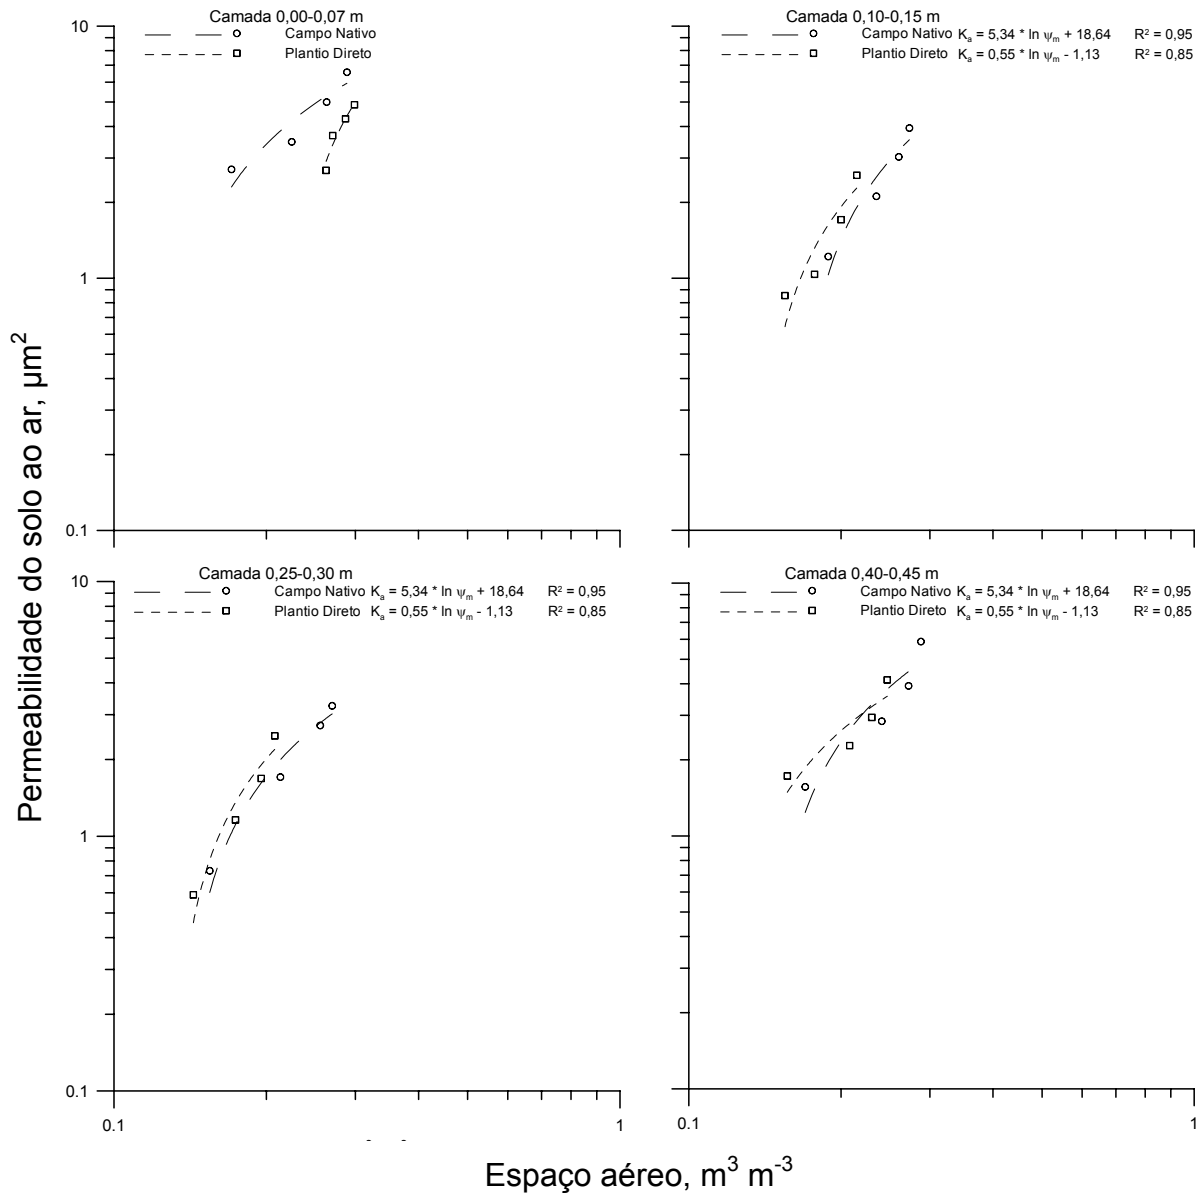 Camada 0,00-0,07 m
Campo Nativo
Plantio Direto
10
1
0.1
0.1
1
Camada 0,10-0,15 m
Campo Nativo Kₐ = 5,34 * ln ψₘ + 18,64 R² = 0,95
Plantio Direto Kₐ = 0,55 * ln ψₘ - 1,13 R² = 0,85
Permeabilidade do solo ao ar, μm²
Camada 0,25-0,30 m
Campo Nativo Kₐ = 5,34 * ln ψₘ + 18,64 R² = 0,95
Plantio Direto Kₐ = 0,55 * ln ψₘ - 1,13 R² = 0,85
10
1
0.1
0.1
1
Camada 0,40-0,45 m
Campo Nativo Kₐ = 5,34 * ln ψₘ + 18,64 R² = 0,95
Plantio Direto Kₐ = 0,55 * ln ψₘ - 1,13 R² = 0,85
0.1
1
Espaço aéreo, m³ m⁻³